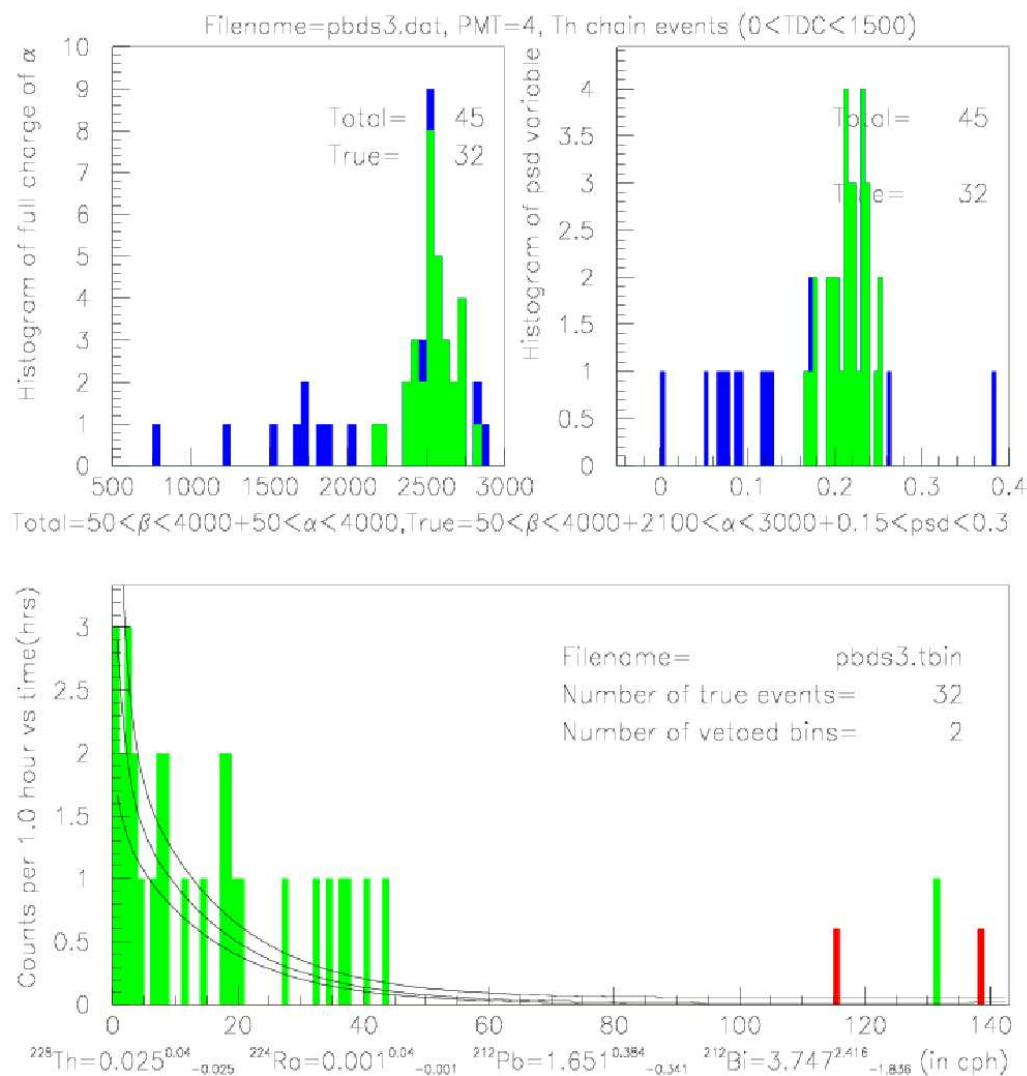 Filename=pbds3.dat, PMT=4, Th chain events (0<TDC<1500)
Histogram of full charge of α
10
9
8
7
6
5
4
3
2
1
0
Total= 45
True= 32
500 1000 1500 2000 2500 3000
Histogram of psd variable
4
3.5
3
2.5
2
1.5
1
0.5
0
Total= 45
True= 32
0 0.1 0.2 0.3 0.4
Total=50<β<4000+50<α<4000,True=50<β<4000+2100<α<3000+0.15<psd<0.3
Counts per 1.0 hour vs time(hrs)
3
2.5
2
1.5
1
0.5
0
Filename= pbds3.tbin
Number of true events= 32
Number of vetoed bins= 2
0 20 40 60 80 100 120 140
²²⁸Th=0.025 0.04 -0.025 ²²⁴Ra=0.001 0.04 -0.001 ²¹²Pb=1.651 0.384 -0.341 ²¹²Bi=3.747 2.416 -1.836 (in cph)